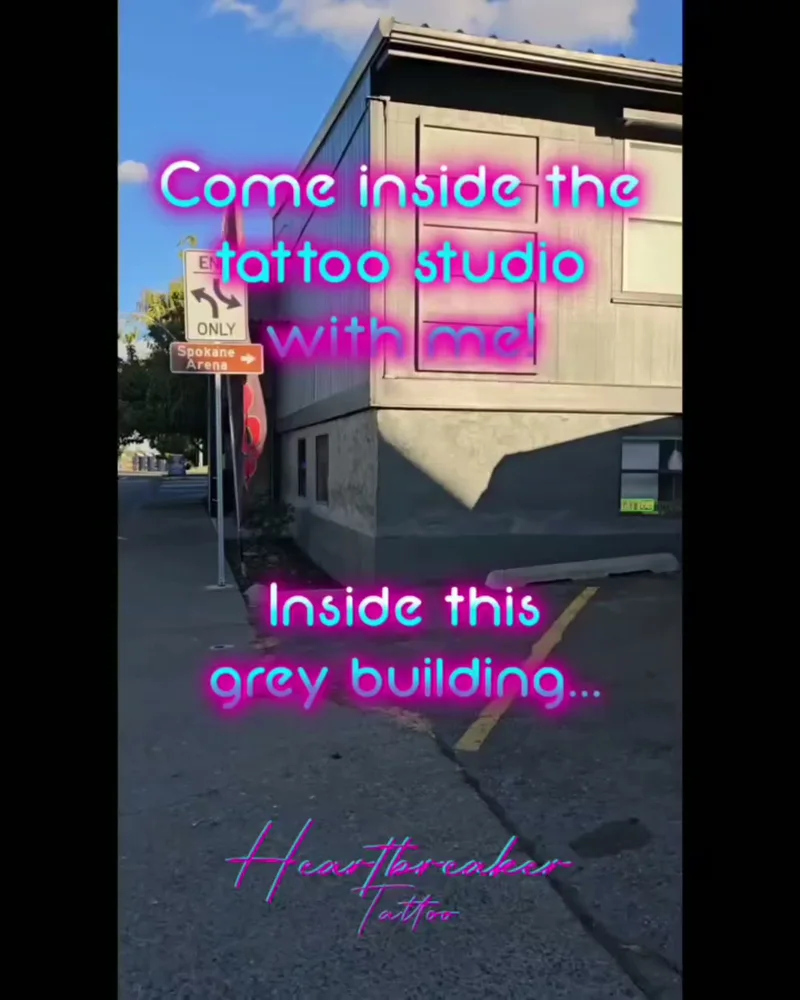 Come inside the
tattoo studio
with me!
ONLY
Spokane
Arena
Inside this
grey building...
Heartbreaker
Tattoo